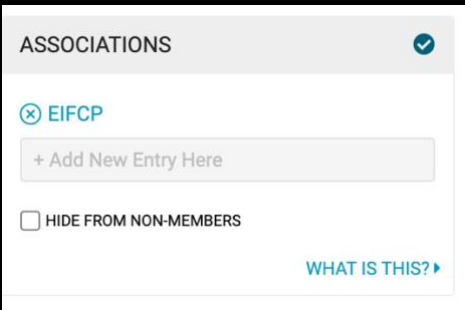 ASSOCIATIONS
EIFCP
+ Add New Entry Here
HIDE FROM NON-MEMBERS
WHAT IS THIS?